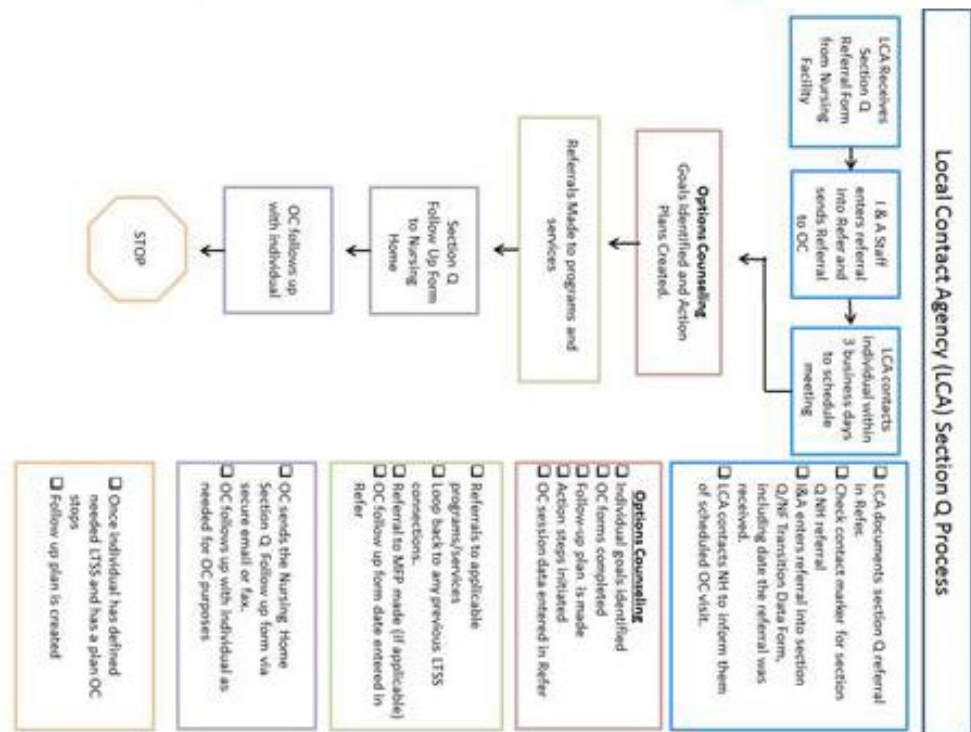 Local Contact Agency (LCA) Section Q Process
LCA Receives
Section Q
Referral Form
from Nursing
Facility
I & A Staff
enters referral
into Refer and
sends Referral
to OC
LCA contacts
individual within
3 business days
to schedule
meeting
Options Counseling
Goals Identified and Action
Plans Created.
Referrals Made to programs and
services
Section Q
Follow Up Form
to Nursing
Home
OC follows up
with individual
STOP
❑ LCA documents section Q referral
in Refer.
❑ Check contact marker for section
Q NH referral
❑ I&A enters referral into section
Q/NF Transition Data Form,
including date the referral was
received.
❑ LCA contacts NH to inform them
of scheduled OC visit.
Options Counseling
❑ Individual goals identified
❑ OC forms completed
❑ Follow-up plan is made
❑ Action steps initiated
❑ OC session data entered in Refer
❑ Referrals to applicable
programs/services
❑ Loop back to any previous LTSS
connections.
❑ Referral to MFP made (if applicable)
❑ OC follow up form date entered in
Refer
❑ OC sends the Nursing Home
Section Q Follow up form via
secure email or fax.
❑ OC follows up with individual as
needed for OC purposes
❑ Once individual has defined
needed LTSS and has a plan OC
stops
❑ Follow up plan is created